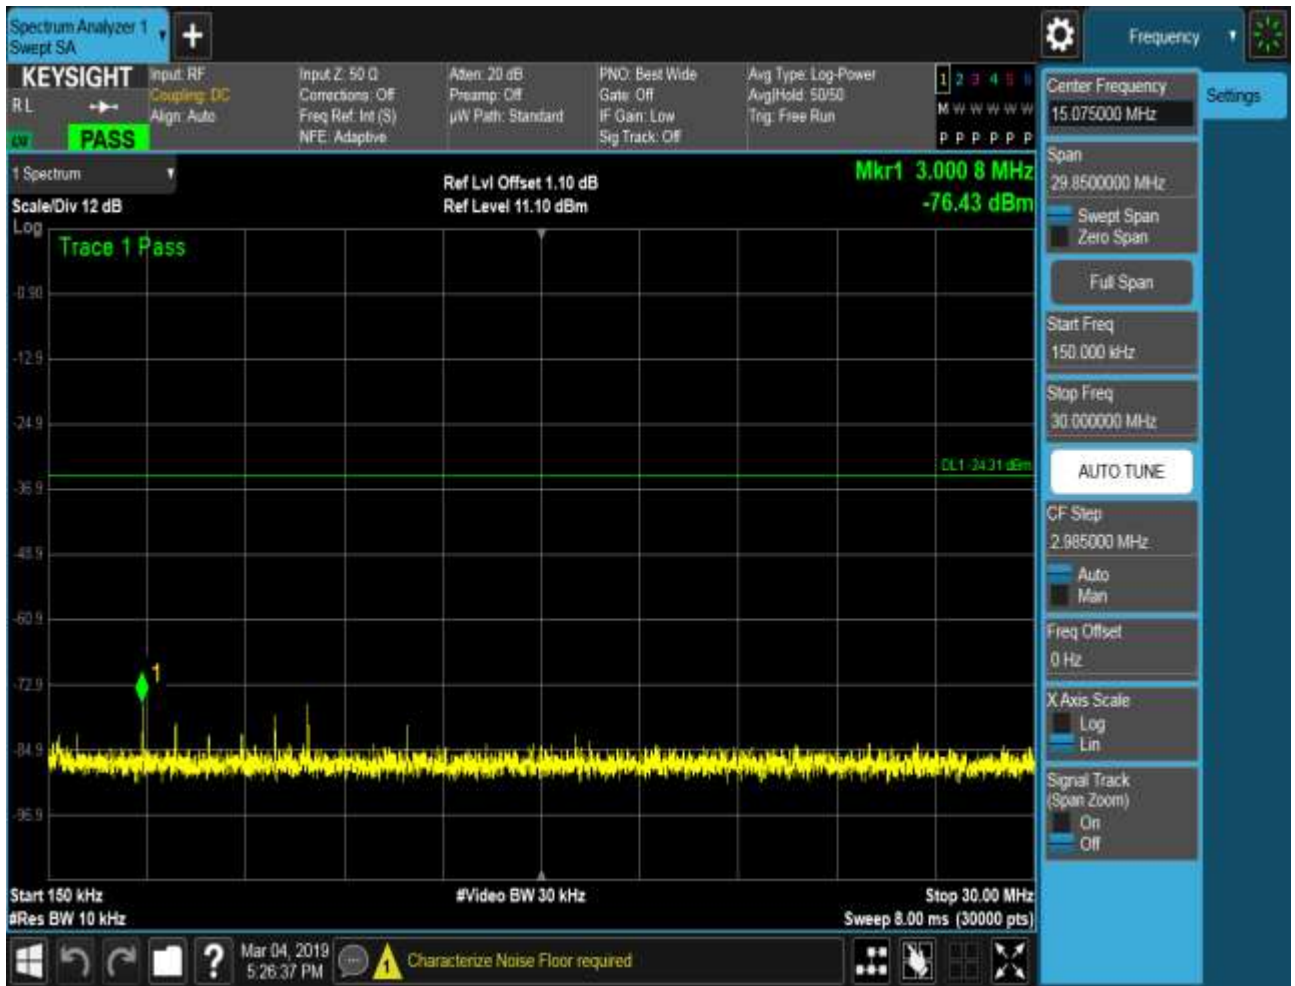 Spectrum Analyzer 1
Swept SA
+
Frequency
KEYSIGHT
R L
PASS
Input: RF
Coupling: DC
Align: Auto
Input Z: 50 Ω
Corrections: Off
Freq Ref: Int (S)
NFE: Adaptive
Atten: 20 dB
Preamp: Off
µW Path: Standard
PNO: Best Wide
Gate: Off
IF Gain: Low
Sig Track: Off
Avg Type: Log-Power
Avg|Hold: 50/50
Trig: Free Run
1 2 3 4 5 6
M W W W W W
P P P P P P
1 Spectrum
Scale/Div 12 dB
Ref Lvl Offset 1.10 dB
Ref Level 11.10 dBm
Mkr1 3.000 8 MHz
-76.43 dBm
Log
Trace 1 Pass
-0.90
-12.9
-24.9
DL1 -24.31 dBm
-36.9
-48.9
-60.9
1
-72.9
-84.9
-96.9
Start 150 kHz
#Video BW 30 kHz
Stop 30.00 MHz
#Res BW 10 kHz
Sweep 8.00 ms (30000 pts)
Center Frequency
15.075000 MHz
Settings
Span
29.8500000 MHz
Swept Span
Zero Span
Full Span
Start Freq
150.000 kHz
Stop Freq
30.000000 MHz
AUTO TUNE
CF Step
2.985000 MHz
Auto
Man
Freq Offset
0 Hz
X Axis Scale
Log
Lin
Signal Track
(Span Zoom)
On
Off
?
Mar 04, 2019
5:26:37 PM
1
Characterize Noise Floor required